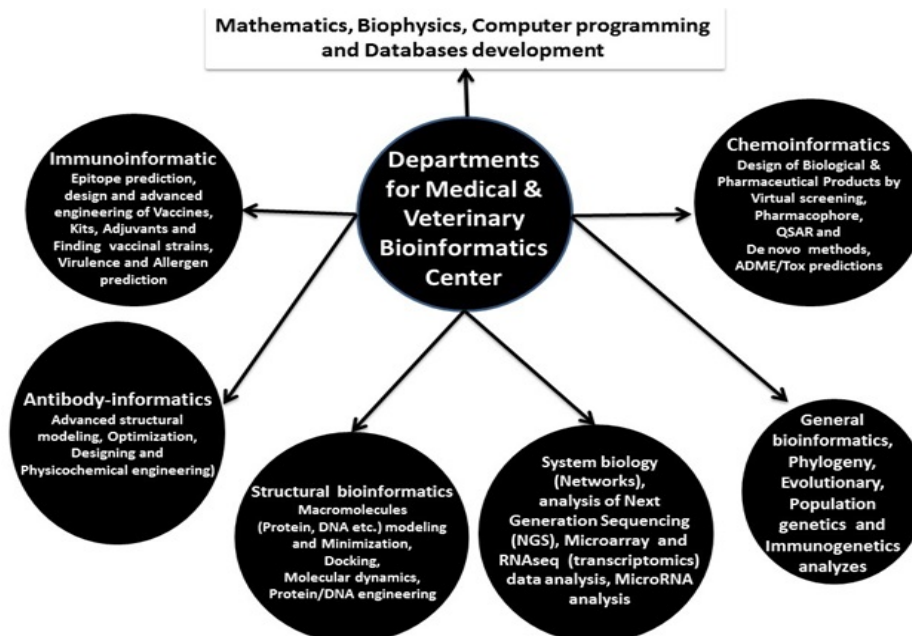 Mathematics, Biophysics, Computer programming
and Databases development
Departments
for Medical &
Veterinary
Bioinformatics
Center
Immunoinformatic
Epitope prediction,
design and advanced
engineering of Vaccines,
Kits, Adjuvants and
Finding vaccinal strains,
Virulence and Allergen
prediction
Chemoinformatics
Design of Biological &
Pharmaceutical Products by
Virtual screening,
Pharmacophore,
QSAR and
De novo methods,
ADME/Tox predictions
Antibody-informatics
Advanced structural
modeling, Optimization,
Designing and
Physicochemical engineering)
Structural bioinformatics
Macromolecules
(Protein, DNA etc.) modeling
and Minimization,
Docking,
Molecular dynamics,
Protein/DNA engineering
System biology
(Networks),
analysis of Next
Generation Sequencing
(NGS), Microarray and
RNAseq (transcriptomics)
data analysis, MicroRNA
analysis
General
bioinformatics,
Phylogeny,
Evolutionary,
Population
genetics and
Immunogenetics
analyzes